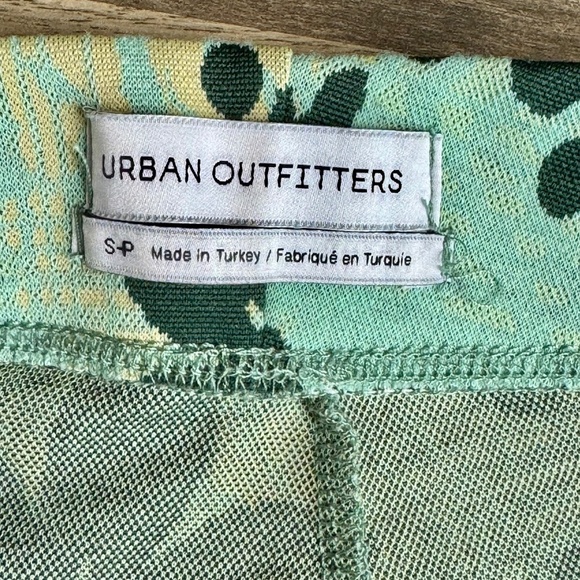 URBAN OUTFITTERS
S-P Made in Turkey / Fabriqué en Turquie